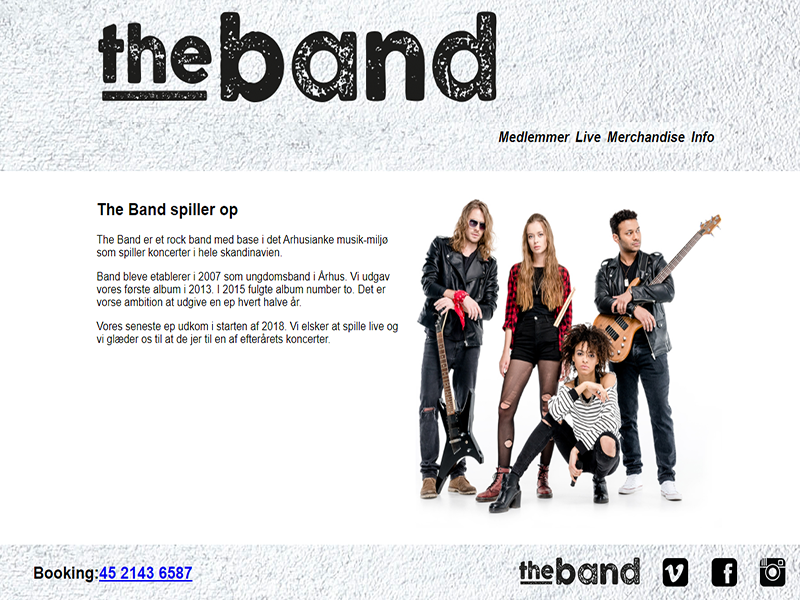 the band
Medlemmer Live Merchandise Info
The Band spiller op
The Band er et rock band med base i det Arhusianke musik-miljø
som spiller koncerter i hele skandinavien.
Band bleve etablerer i 2007 som ungdomsband i Århus. Vi udgav
vores første album i 2013. I 2015 fulgte album number to. Det er
vorse ambition at udgive en ep hvert halve år.
Vores seneste ep udkom i starten af 2018. Vi elsker at spille live og
vi glæder os til at de jer til en af efterårets koncerter.
Booking:45 2143 6587
the band